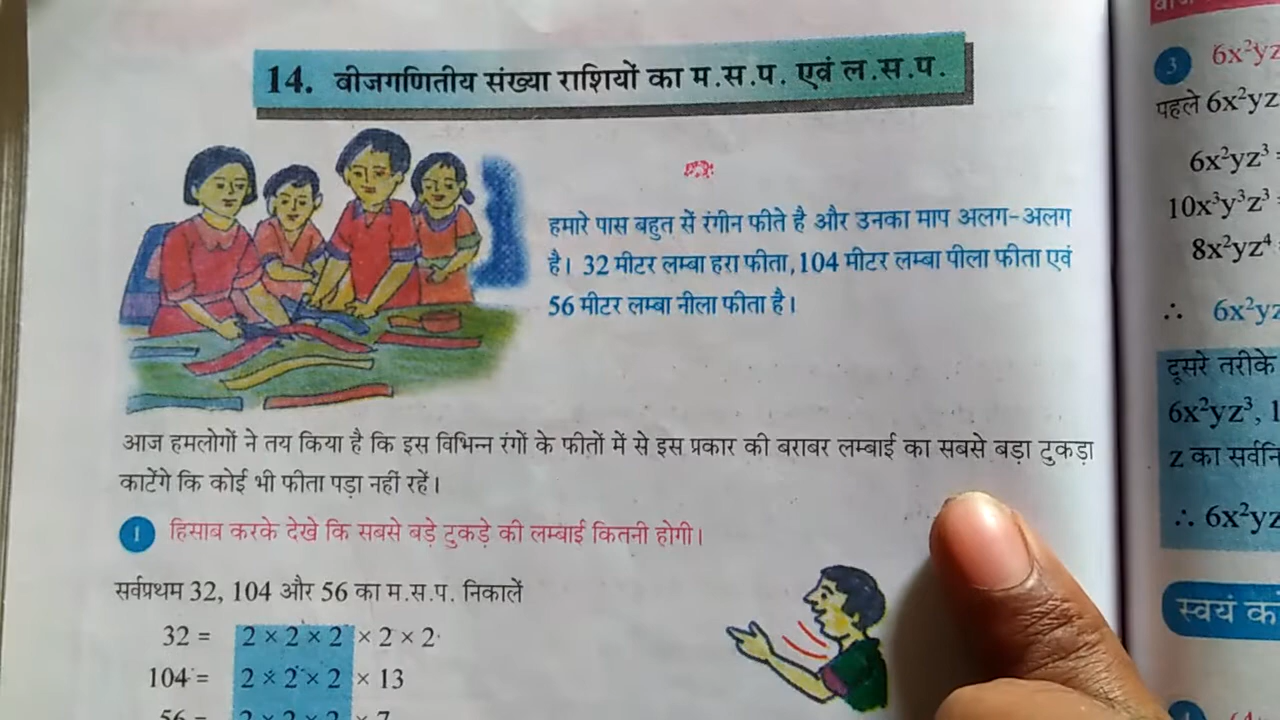 14. बीजगणितीय संख्या राशियों का म.स.प. एवं ल.स.प.
हमारे पास बहुत सें रंगीन फीते है और उनका माप अलग-अलग
है। 32 मीटर लम्बा हरा फीता, 104 मीटर लम्बा पीला फीता एवं
56 मीटर लम्बा नीला फीता है।
आज हमलोगों ने तय किया है कि इस विभिन्न रंगों के फीतों में से इस प्रकार की बराबर लम्बाई का सबसे बड़ा टुकड़ा
काटेंगे कि कोई भी फीता पड़ा नहीं रहें।
1 हिसाब करके देखे कि सबसे बड़े टुकड़े की लम्बाई कितनी होगी।
सर्वप्रथम 32, 104 और 56 का म.स.प. निकालें
32 = 2 × 2 × 2 × 2 × 2
104 = 2 × 2 × 2 × 13
56 = 2 × 2 × 2 × 7
3 6x²yz
पहले 6x²yz
6x²yz³ =
10x³y³z³ =
8x²yz⁴
∴ 6x²yz
दूसरे तरीके
6x²yz³, 1
z का
∴ 6x²yz
स्वयं